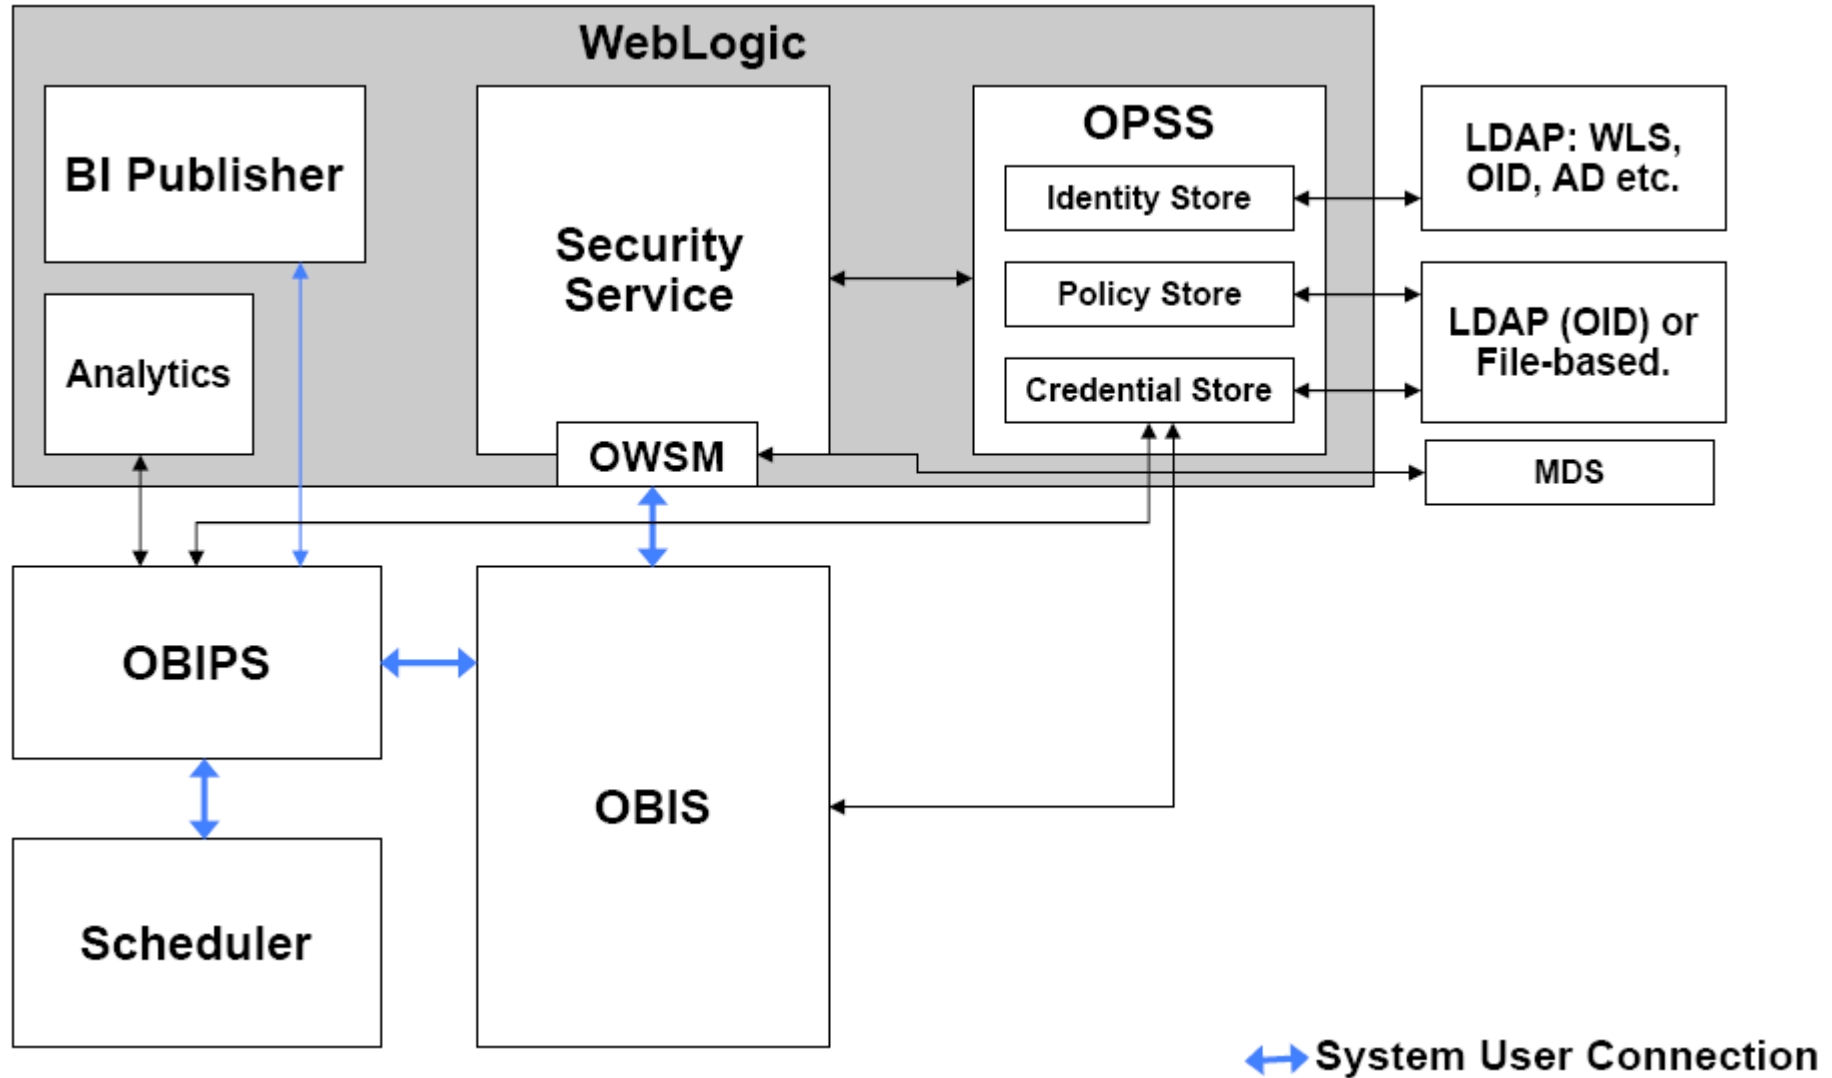 WebLogic
BI Publisher
Analytics
Security
Service
OWSM
OPSS
Identity Store
Policy Store
Credential Store
LDAP: WLS,
OID, AD etc.
LDAP (OID) or
File-based.
MDS
OBIPS
OBIS
Scheduler
System User Connection